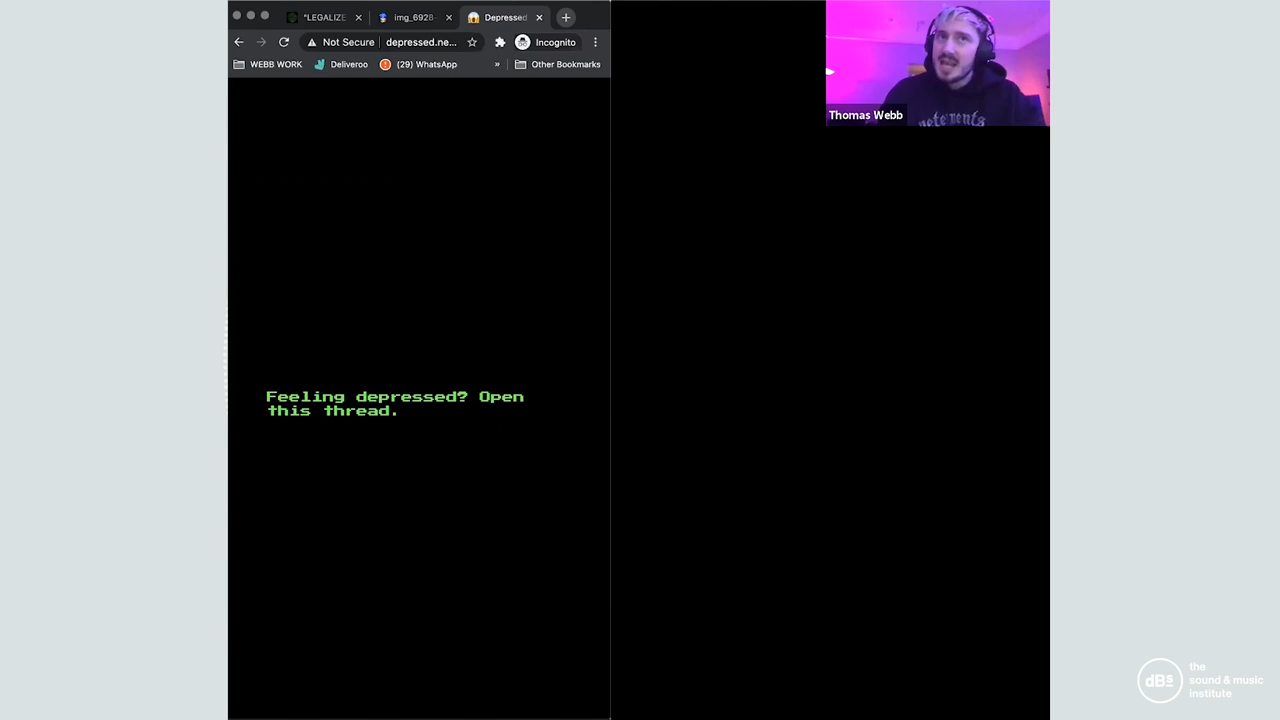 "LEGALIZE
img_6928
Depressed
Not Secure
depressed.ne...
Incognito
WEBB WORK
Deliveroo
(29) WhatsApp
»
Other Bookmarks
Thomas Webb
Feeling depressed? Open
this thread.
dBs
the
sound & music
institute